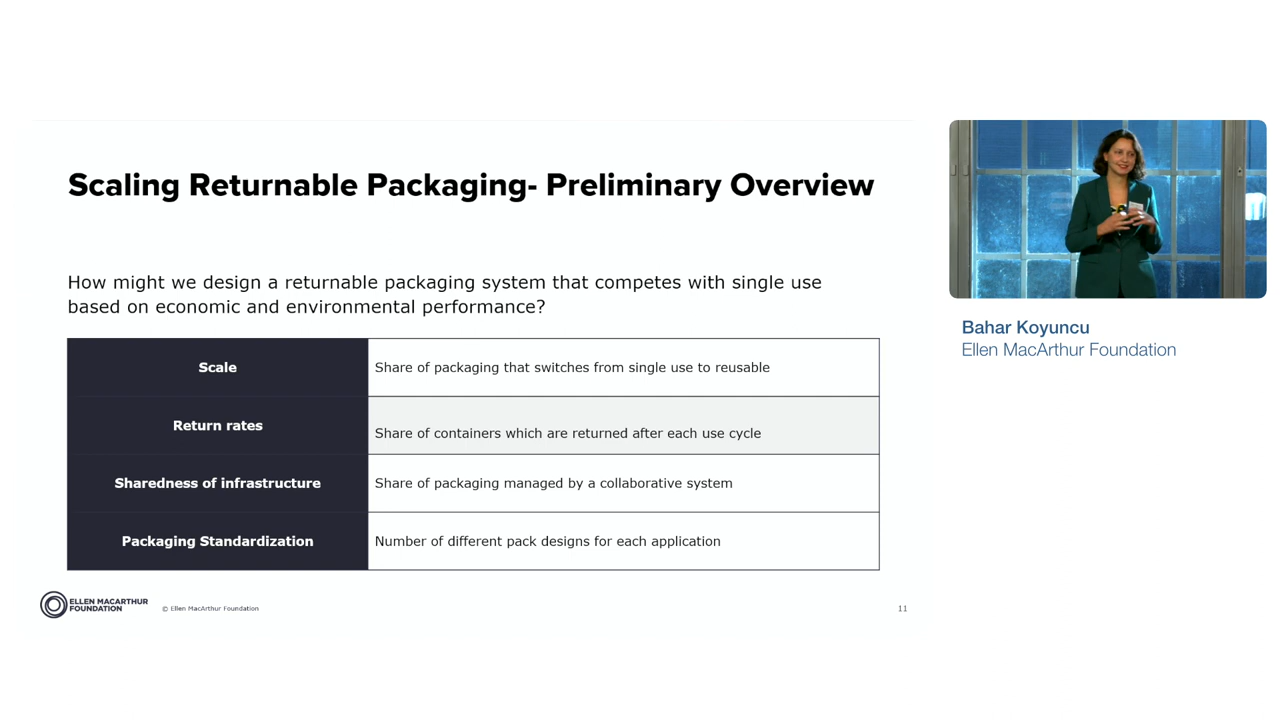 Scaling Returnable Packaging- Preliminary Overview
How might we design a returnable packaging system that competes with single use
based on economic and environmental performance?
Scale
Share of packaging that switches from single use to reusable
Return rates
Share of containers which are returned after each use cycle
Sharedness of infrastructure
Share of packaging managed by a collaborative system
Packaging Standardization
Number of different pack designs for each application
ELLEN MACARTHUR
FOUNDATION
© Ellen MacArthur Foundation
11
Bahar Koyuncu
Ellen MacArthur Foundation